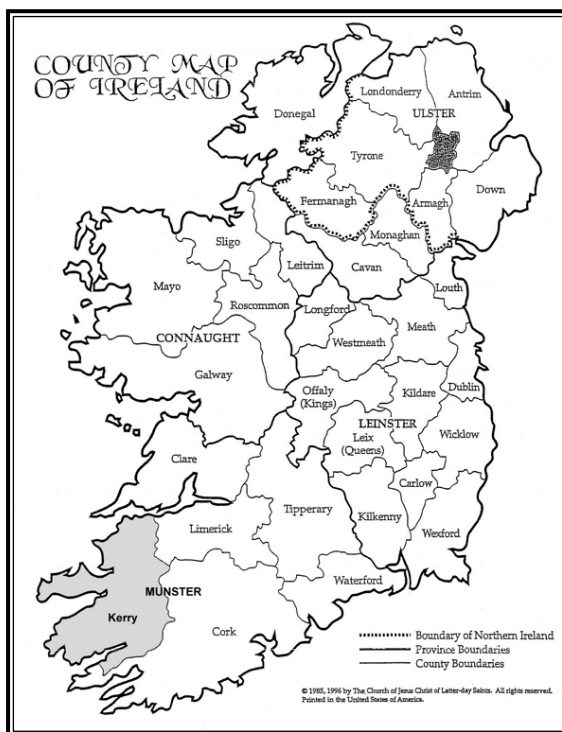 COUNTY MAP
OF IRELAND
Londonderry
Antrim
Donegal
ULSTER
Tyrone
Down
Fermanagh
Armagh
Monaghan
Sligo
Leitrim
Cavan
Mayo
Louth
Roscommon
Longford
Meath
CONNAUGHT
Westmeath
Galway
Offaly
(Kings)
Kildare
Dublin
LEINSTER
Leix
(Queens)
Wicklow
Clare
Carlow
Tipperary
Kilkenny
Limerick
Wexford
Waterford
MUNSTER
Kerry
Cork
Boundary of Northern Ireland
Province Boundaries
County Boundaries
© 1985, 1996 by The Church of Jesus Christ of Latter-day Saints. All rights reserved.
Printed in the United States of America.